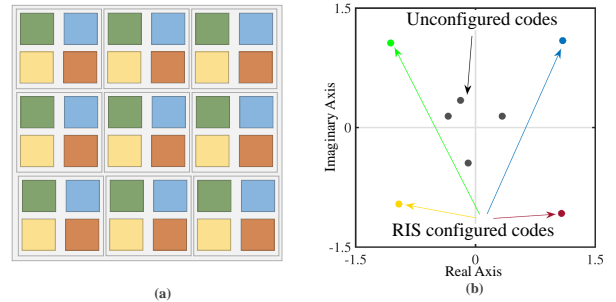 1.5
Unconfigured codes
Imaginary Axis
0
RIS configured codes
-1.5
-1.5
0
1.5
Real Axis
(a)
(b)